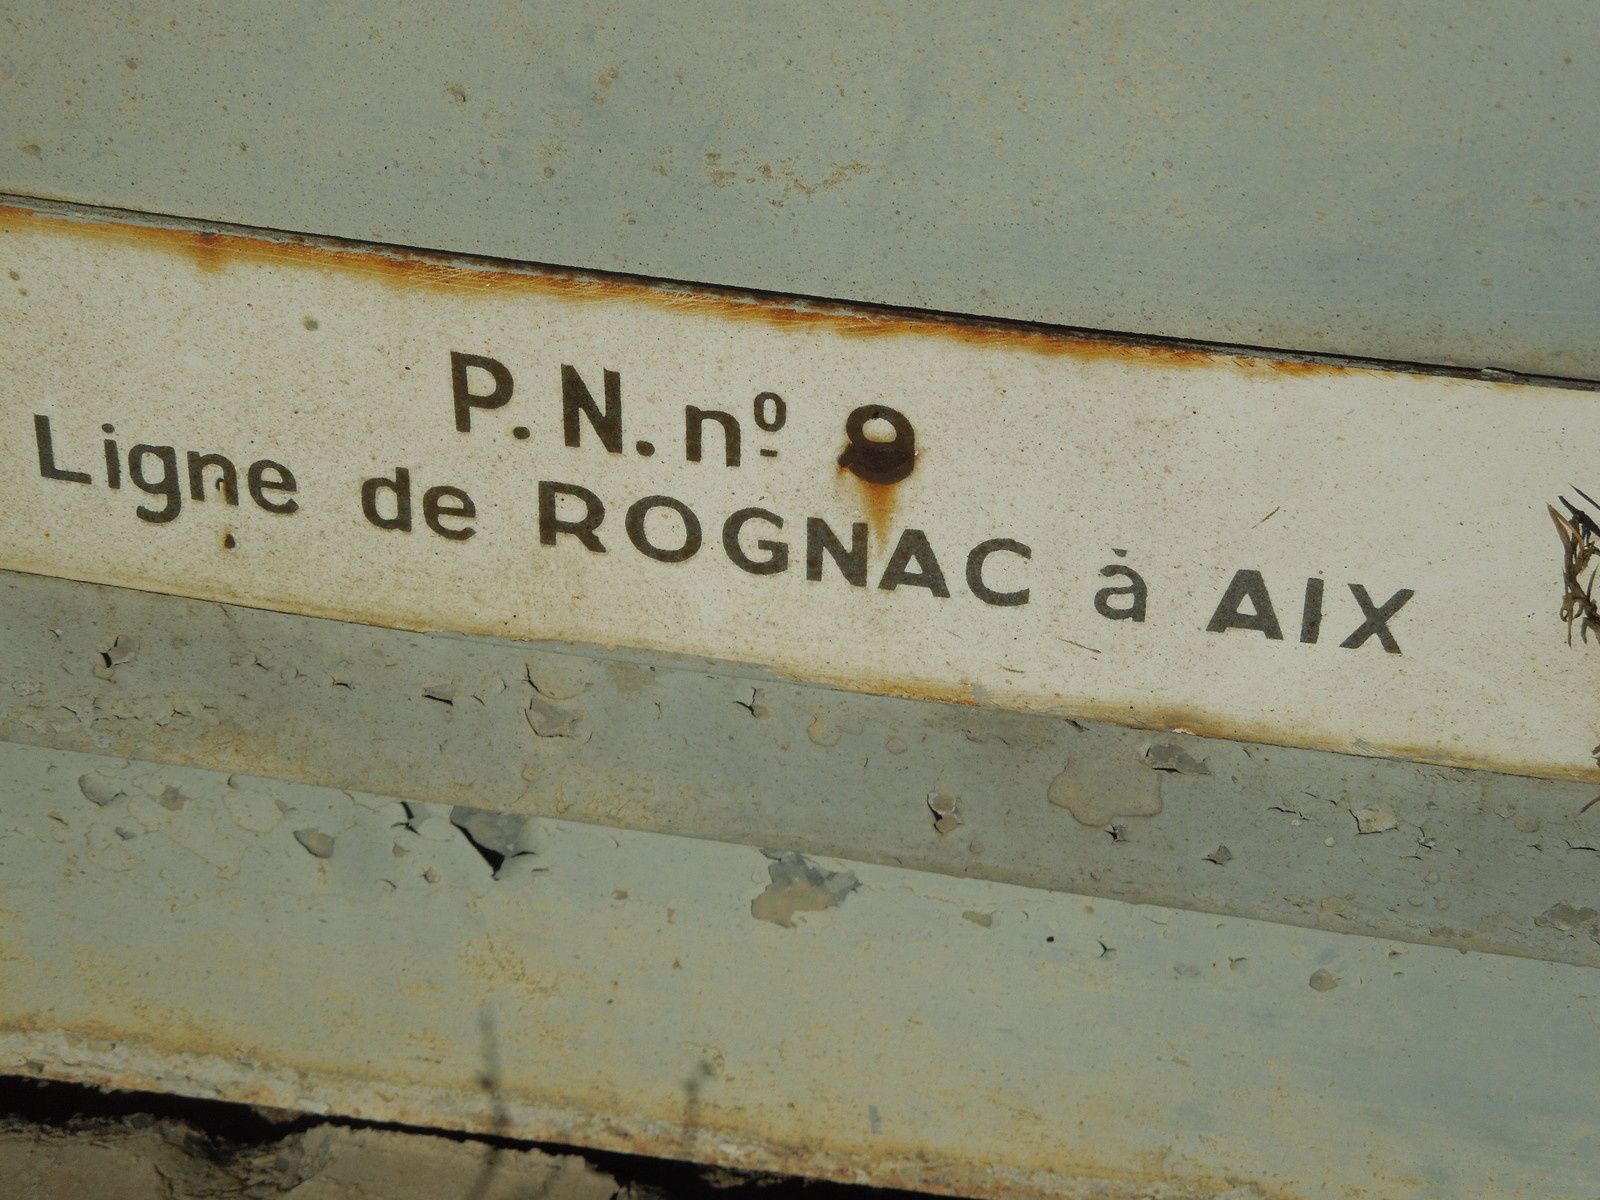 P.N. nº
Ligne de ROGNAC à AIX